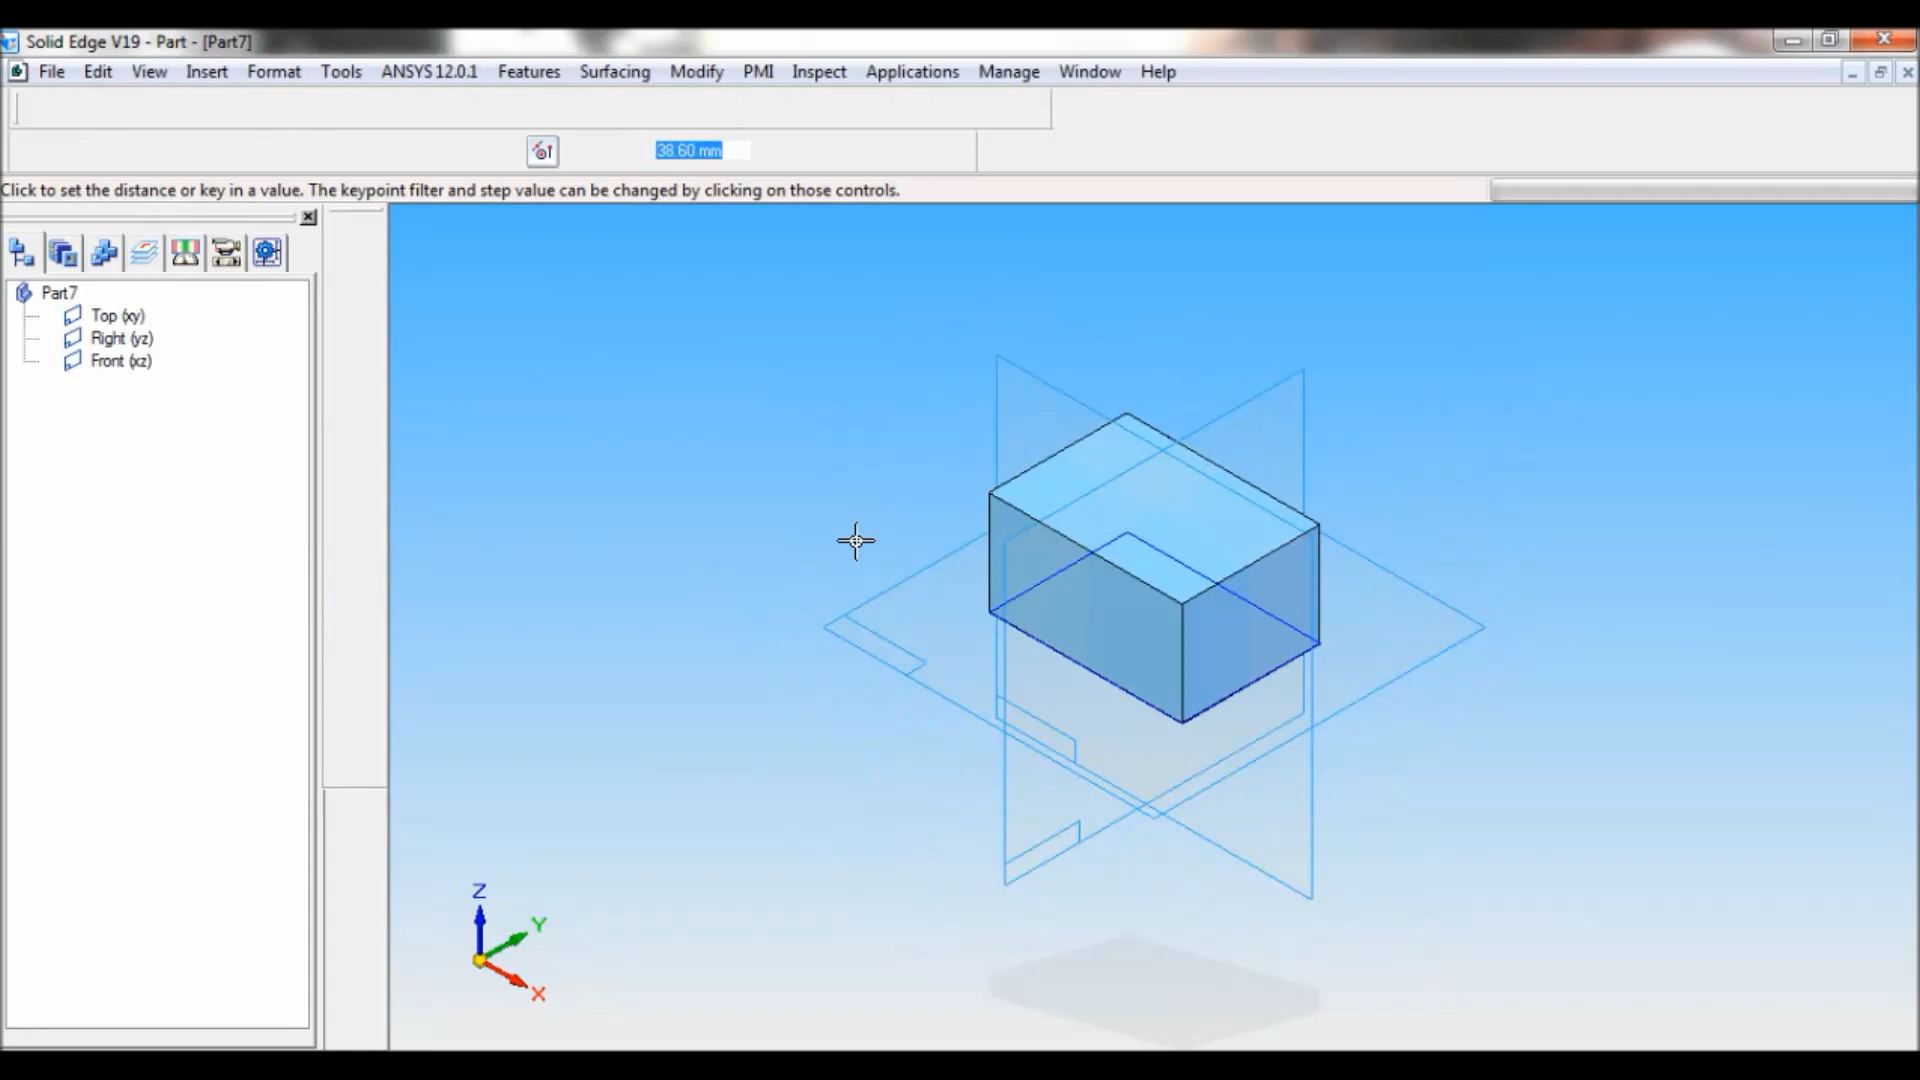 Solid Edge V19 - Part - [Part7]
File Edit View Insert Format Tools ANSYS 12.0.1 Features Surfacing Modify PMI Inspect Applications Manage Window Help
38.60 mm
Click to set the distance or key in a value. The keypoint filter and step value can be changed by clicking on those controls.
Part7
Top (xy)
Right (yz)
Front (xz)
Z
Y
X